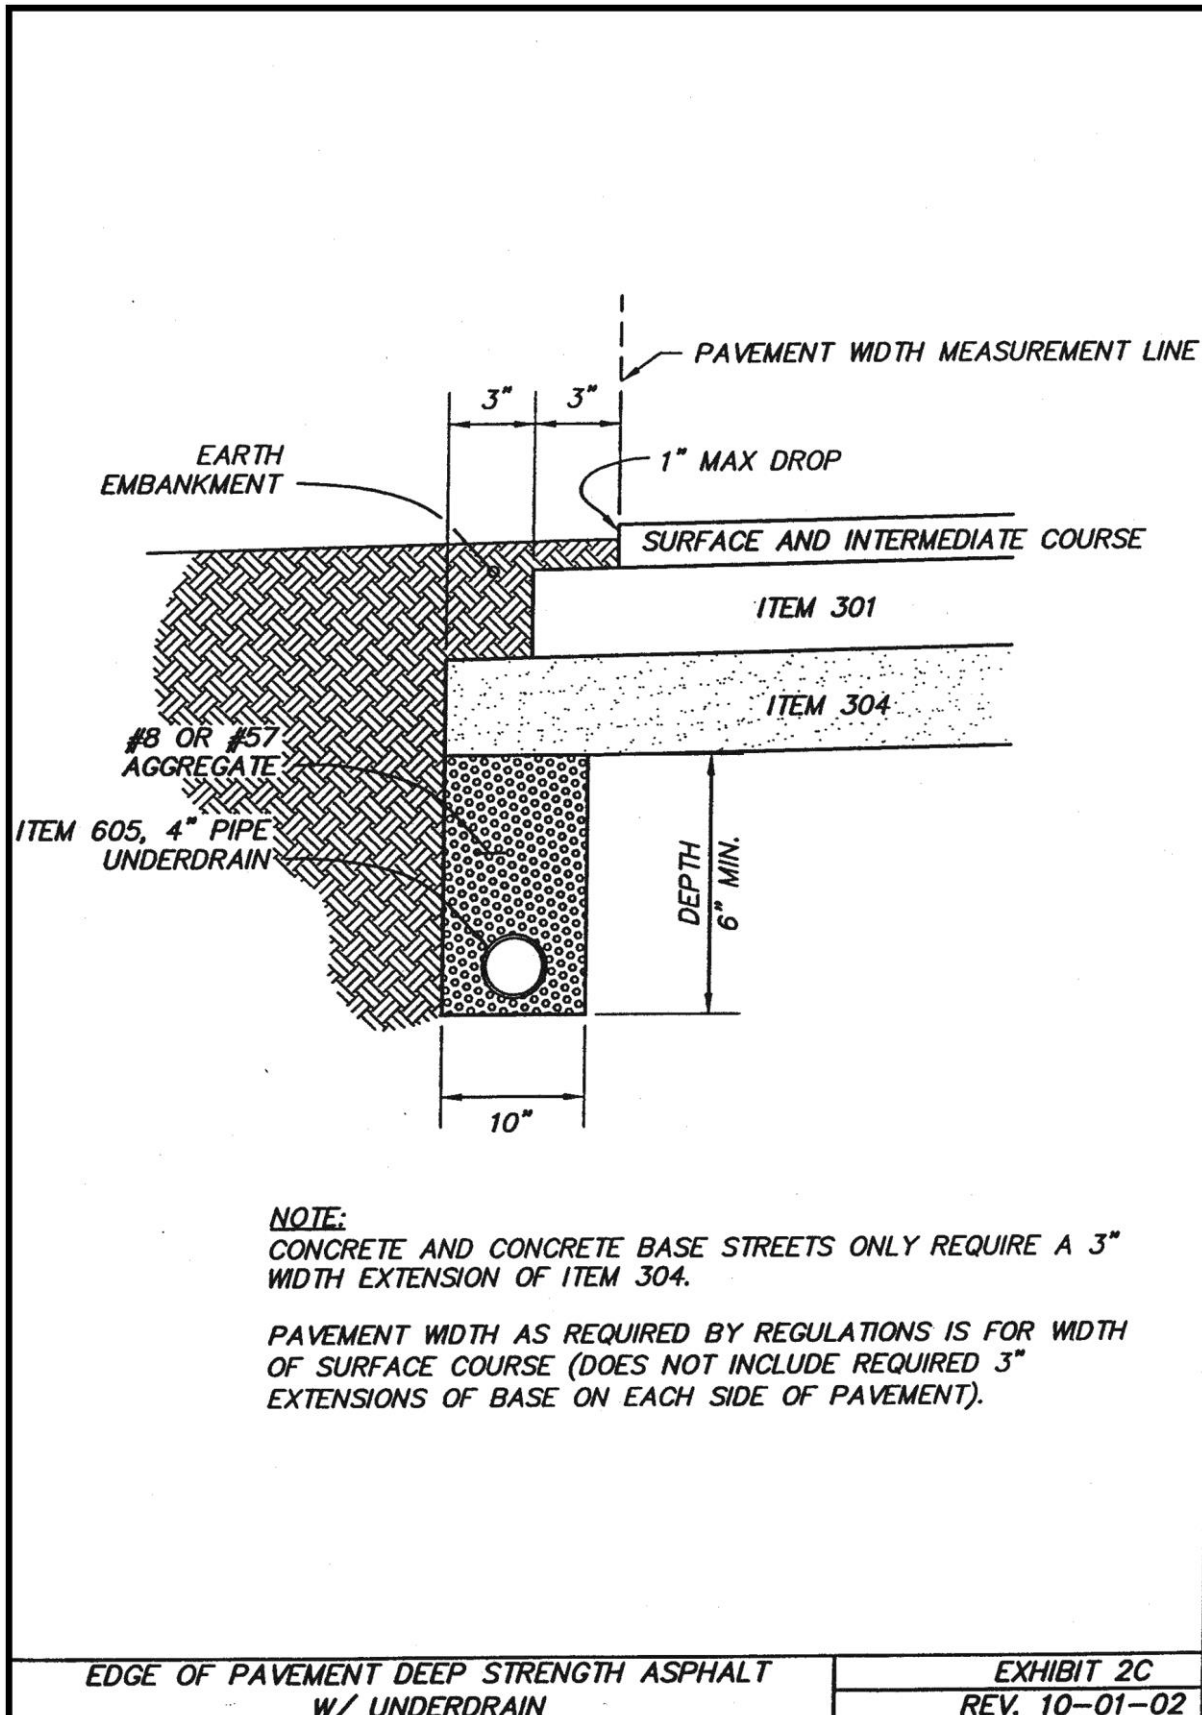 PAVEMENT WIDTH MEASUREMENT LINE
3" 3"
EARTH
EMBANKMENT
1" MAX DROP
SURFACE AND INTERMEDIATE COURSE
ITEM 301
ITEM 304
#8 OR #57
AGGREGATE
ITEM 605, 4" PIPE
UNDERDRAIN
DEPTH
6" MIN.
10"
NOTE:
CONCRETE AND CONCRETE BASE STREETS ONLY REQUIRE A 3"
WIDTH EXTENSION OF ITEM 304.
PAVEMENT WIDTH AS REQUIRED BY REGULATIONS IS FOR WIDTH
OF SURFACE COURSE (DOES NOT INCLUDE REQUIRED 3"
EXTENSIONS OF BASE ON EACH SIDE OF PAVEMENT).
EDGE OF PAVEMENT DEEP STRENGTH ASPHALT
W/ UNDERDRAIN
EXHIBIT 2C
REV. 10-01-02